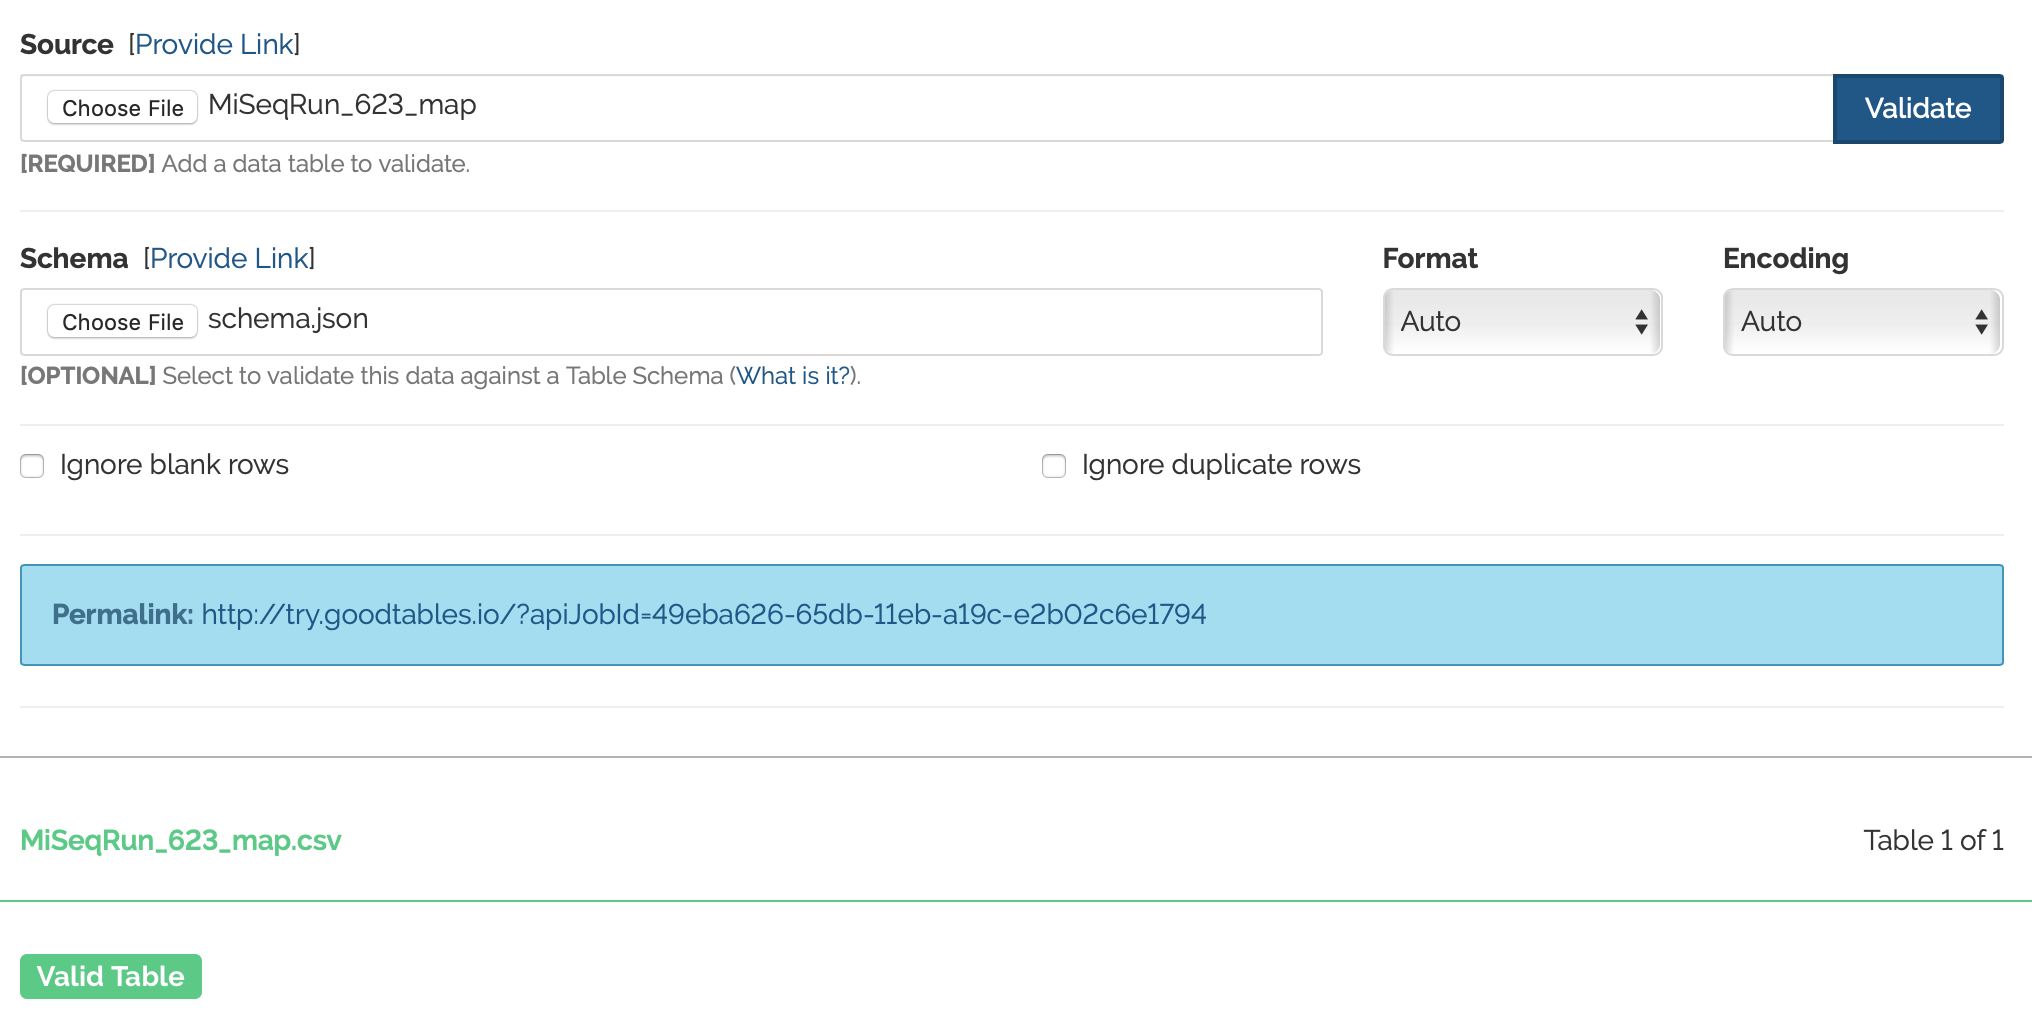 Source [Provide Link]
Choose File MiSeqRun_623_map
Validate
[REQUIRED] Add a data table to validate.
Schema [Provide Link]
Format
Encoding
Choose File schema.json
Auto
Auto
[OPTIONAL] Select to validate this data against a Table Schema (What is it?).
Ignore blank rows
Ignore duplicate rows
Permalink: http://try.goodtables.io/?apiJobId=49eba626-65db-11eb-a19c-e2b02c6e1794
MiSeqRun_623_map.csv
Table 1 of 1
Valid Table